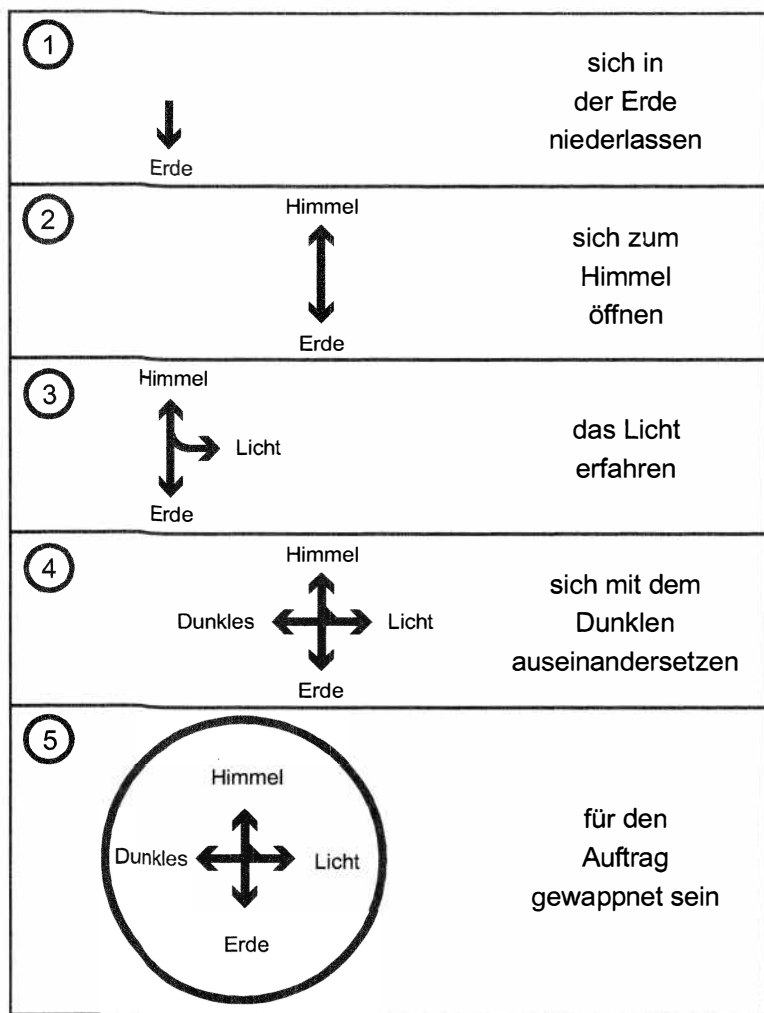 1
sich in
der Erde
niederlassen
Erde
2
Himmel
sich zum
Himmel
öffnen
Erde
3
Himmel
Licht
das Licht
erfahren
Erde
4
Himmel
Dunkles
Licht
sich mit dem
Dunklen
auseinandersetzen
Erde
5
Himmel
Dunkles
Licht
Erde
für den
Auftrag
gewappnet sein